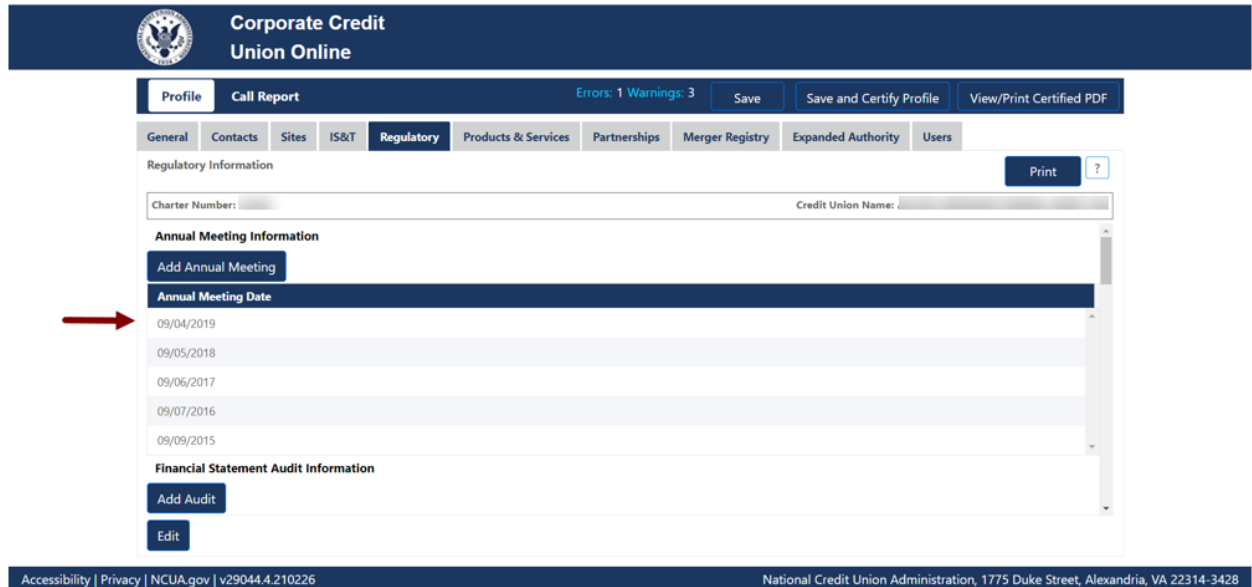 Corporate Credit
Union Online
Profile Call Report Errors: 1 Warnings: 3 Save Save and Certify Profile View/Print Certified PDF
General Contacts Sites IS&T Regulatory Products & Services Partnerships Merger Registry Expanded Authority Users
Regulatory Information Print ?
Charter Number: Credit Union Name:
Annual Meeting Information
Add Annual Meeting
Annual Meeting Date
09/04/2019
09/05/2018
09/06/2017
09/07/2016
09/09/2015
Financial Statement Audit Information
Add Audit
Edit
Accessibility | Privacy | NCUA.gov | v29044.4.210226 National Credit Union Administration, 1775 Duke Street, Alexandria, VA 22314-3428